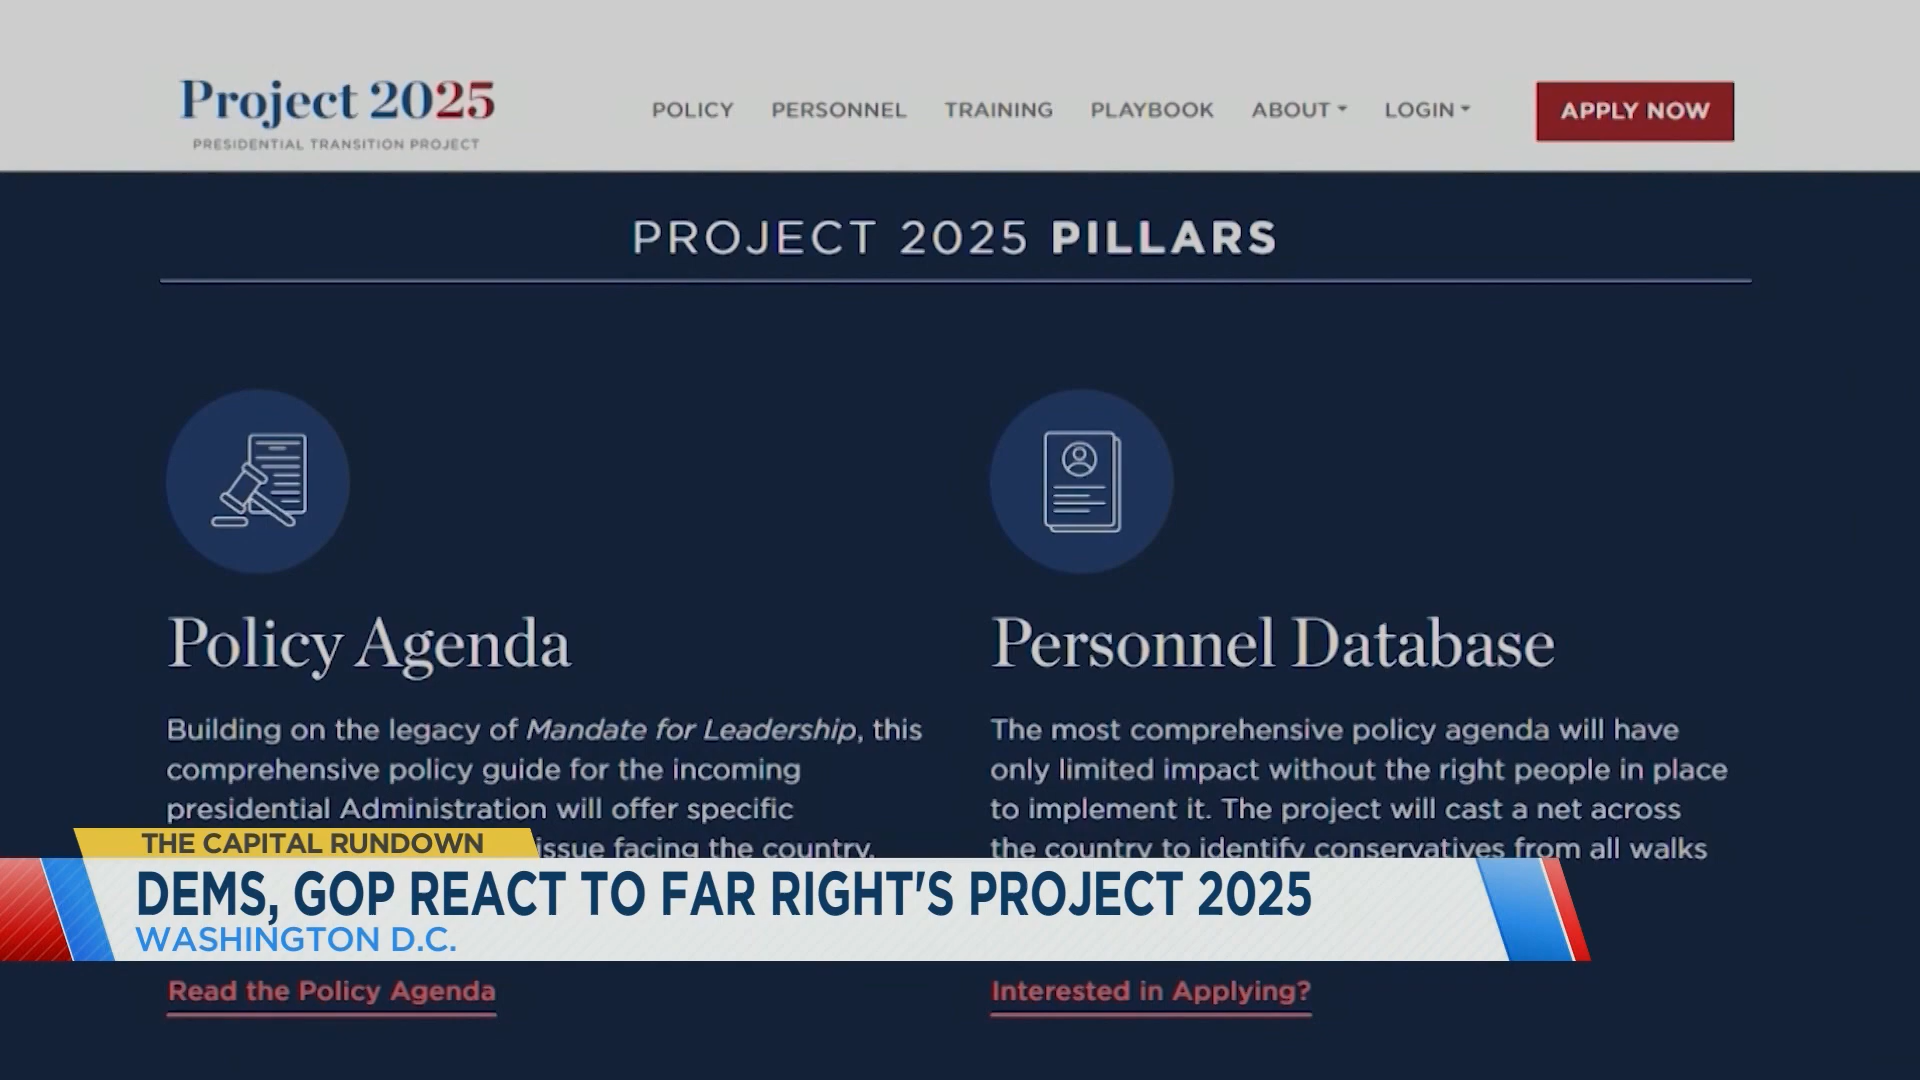 Project 2025
PRESIDENTIAL TRANSITION PROJECT
POLICY PERSONNEL TRAINING PLAYBOOK ABOUT LOGIN APPLY NOW
PROJECT 2025 PILLARS
Policy Agenda
Building on the legacy of Mandate for Leadership, this
comprehensive policy guide for the incoming
presidential Administration will offer specific
issue facing the country.
Read the Policy Agenda
Personnel Database
The most comprehensive policy agenda will have
only limited impact without the right people in place
to implement it. The project will cast a net across
the country to identify conservatives from all walks
Interested in Applying?
THE CAPITAL RUNDOWN
DEMS, GOP REACT TO FAR RIGHT'S PROJECT 2025
WASHINGTON D.C.